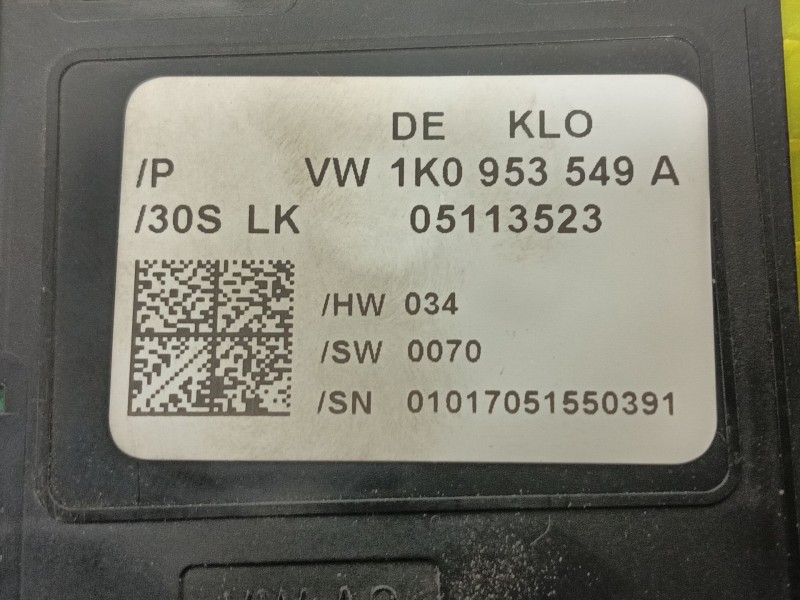 DE KLO
/P VW 1K0 953 549 A
/30S LK 05113523
/HW 034
/SW 0070
/SN 01017051550391